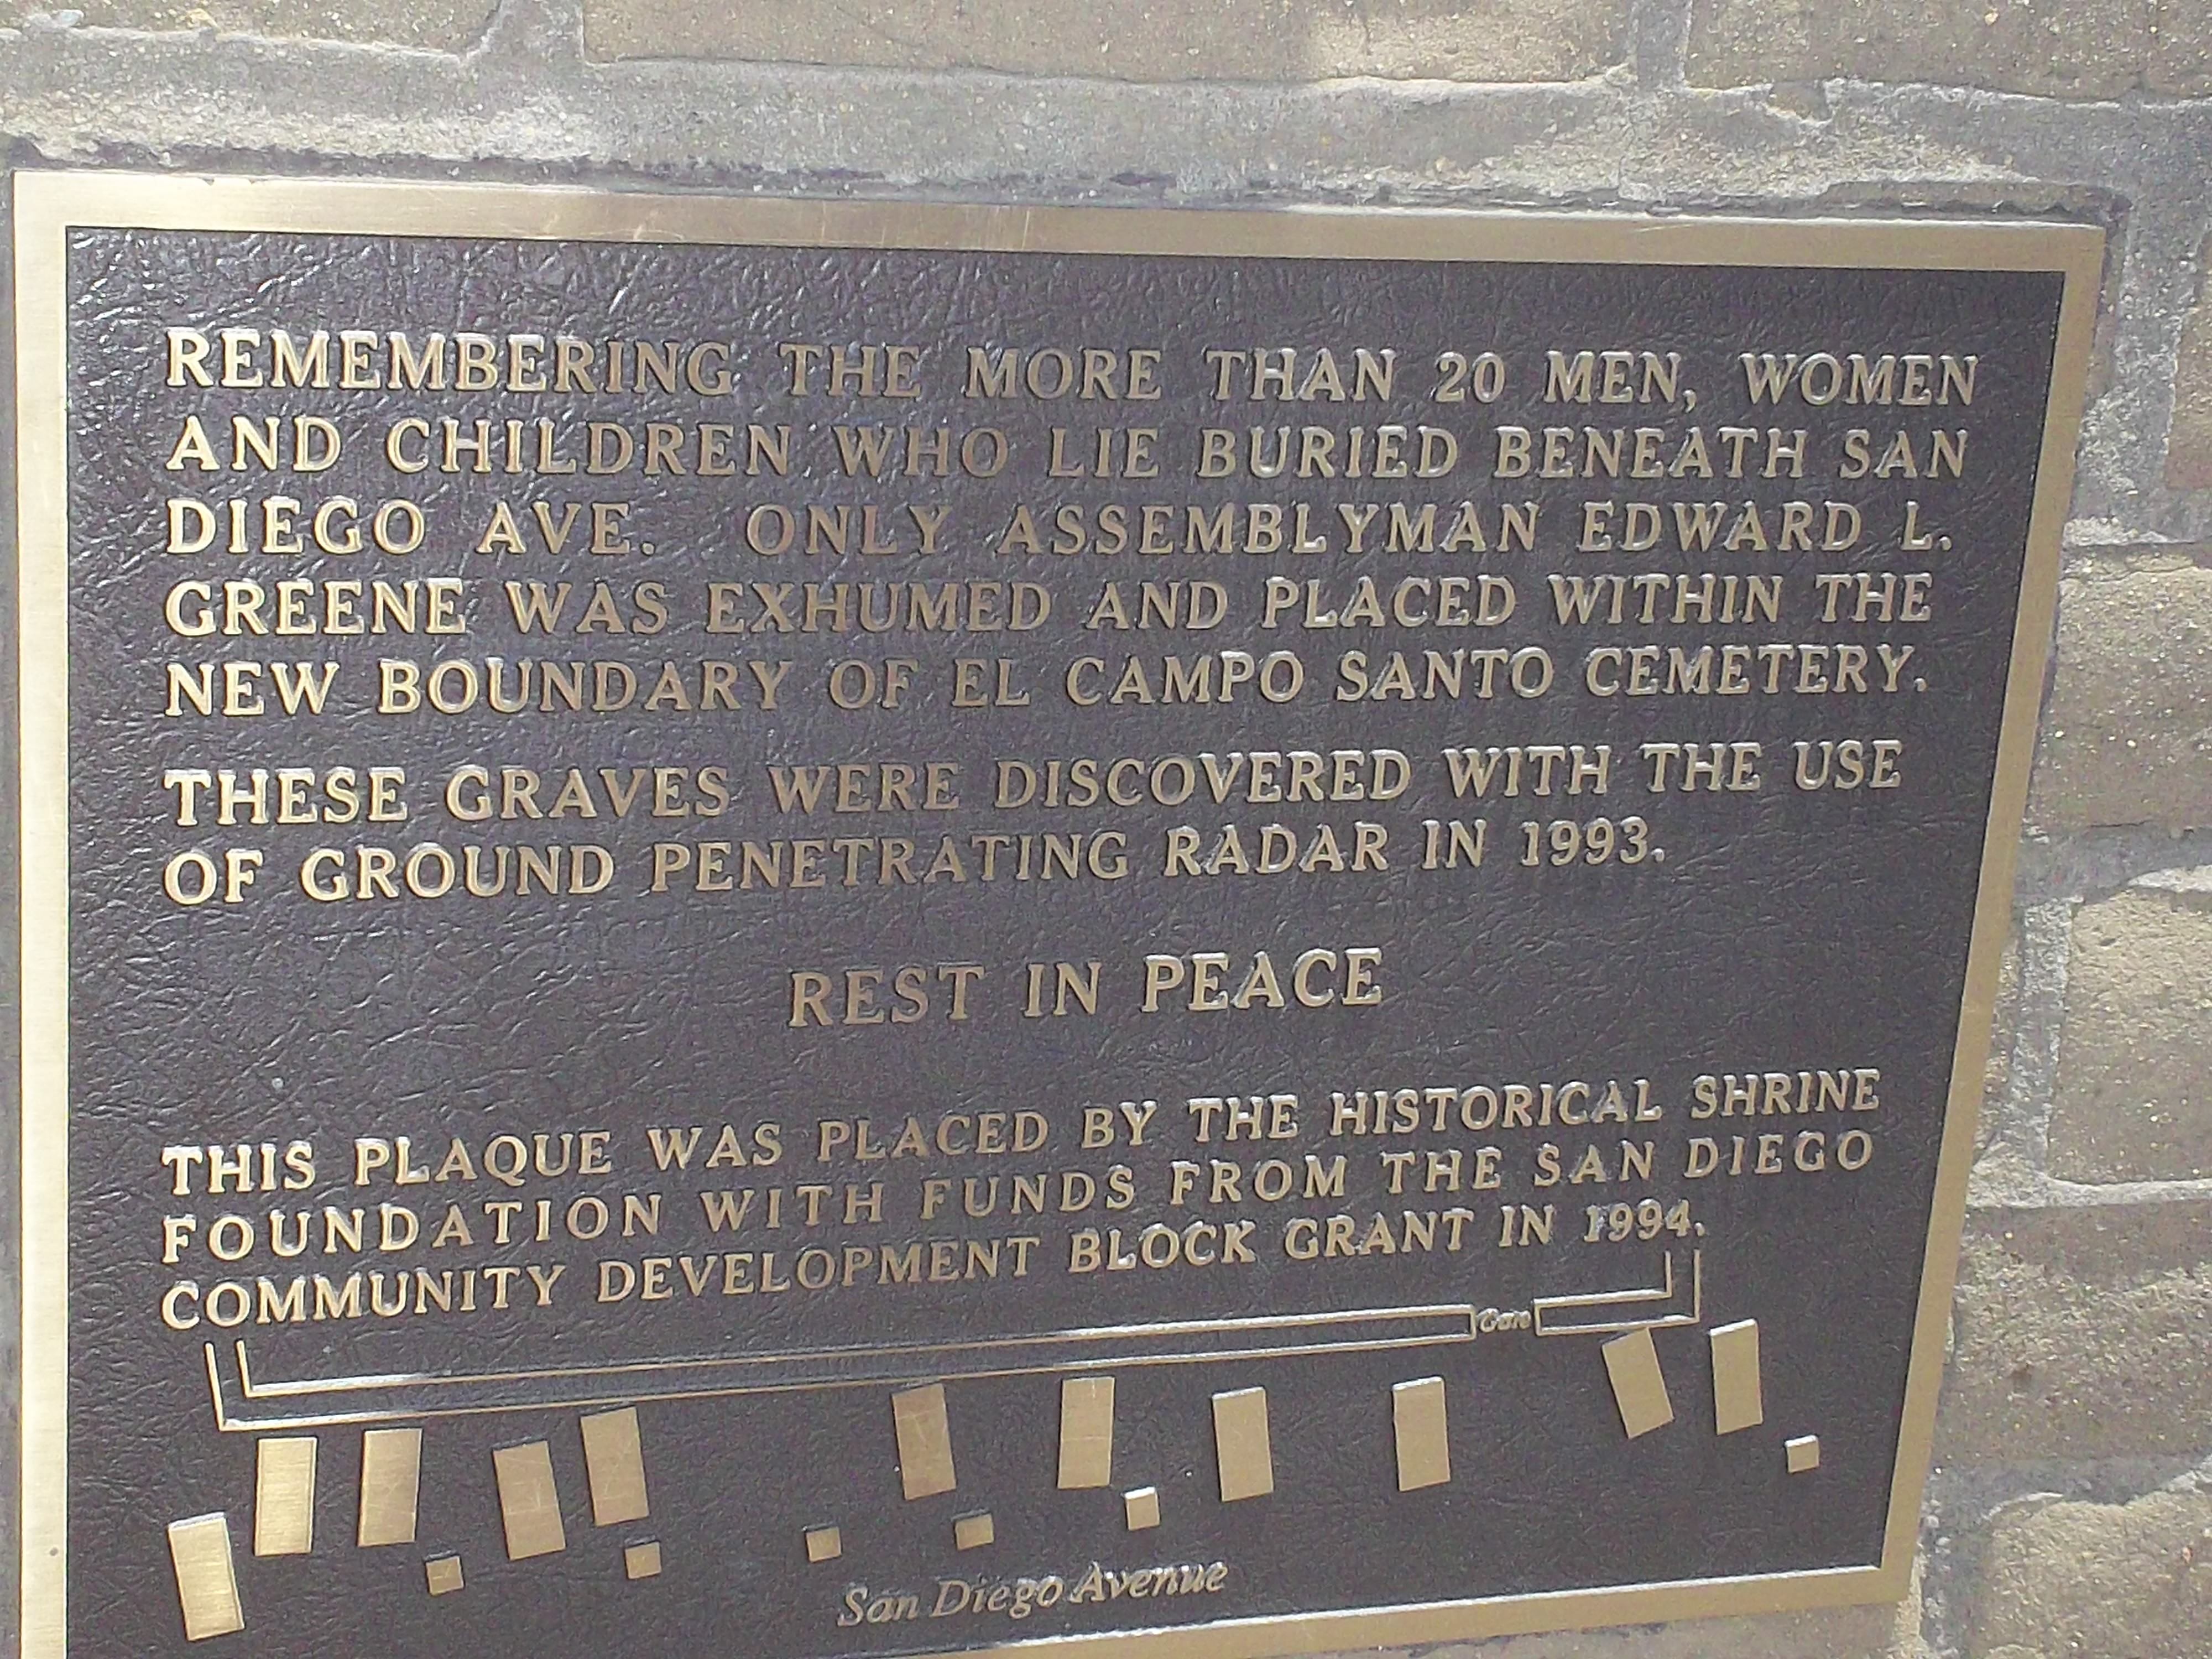 REMEMBERING THE MORE THAN 20 MEN, WOMEN
AND CHILDREN WHO LIE BURIED BENEATH SAN
DIEGO AVE. ONLY ASSEMBLYMAN EDWARD L.
GREENE WAS EXHUMED AND PLACED WITHIN THE
NEW BOUNDARY OF EL CAMPO SANTO CEMETERY.
THESE GRAVES WERE DISCOVERED WITH THE USE
OF GROUND PENETRATING RADAR IN 1993.
REST IN PEACE
THIS PLAQUE WAS PLACED BY THE HISTORICAL SHRINE
FOUNDATION WITH FUNDS FROM THE SAN DIEGO
COMMUNITY DEVELOPMENT BLOCK GRANT IN 1994.
Gate
San Diego Avenue